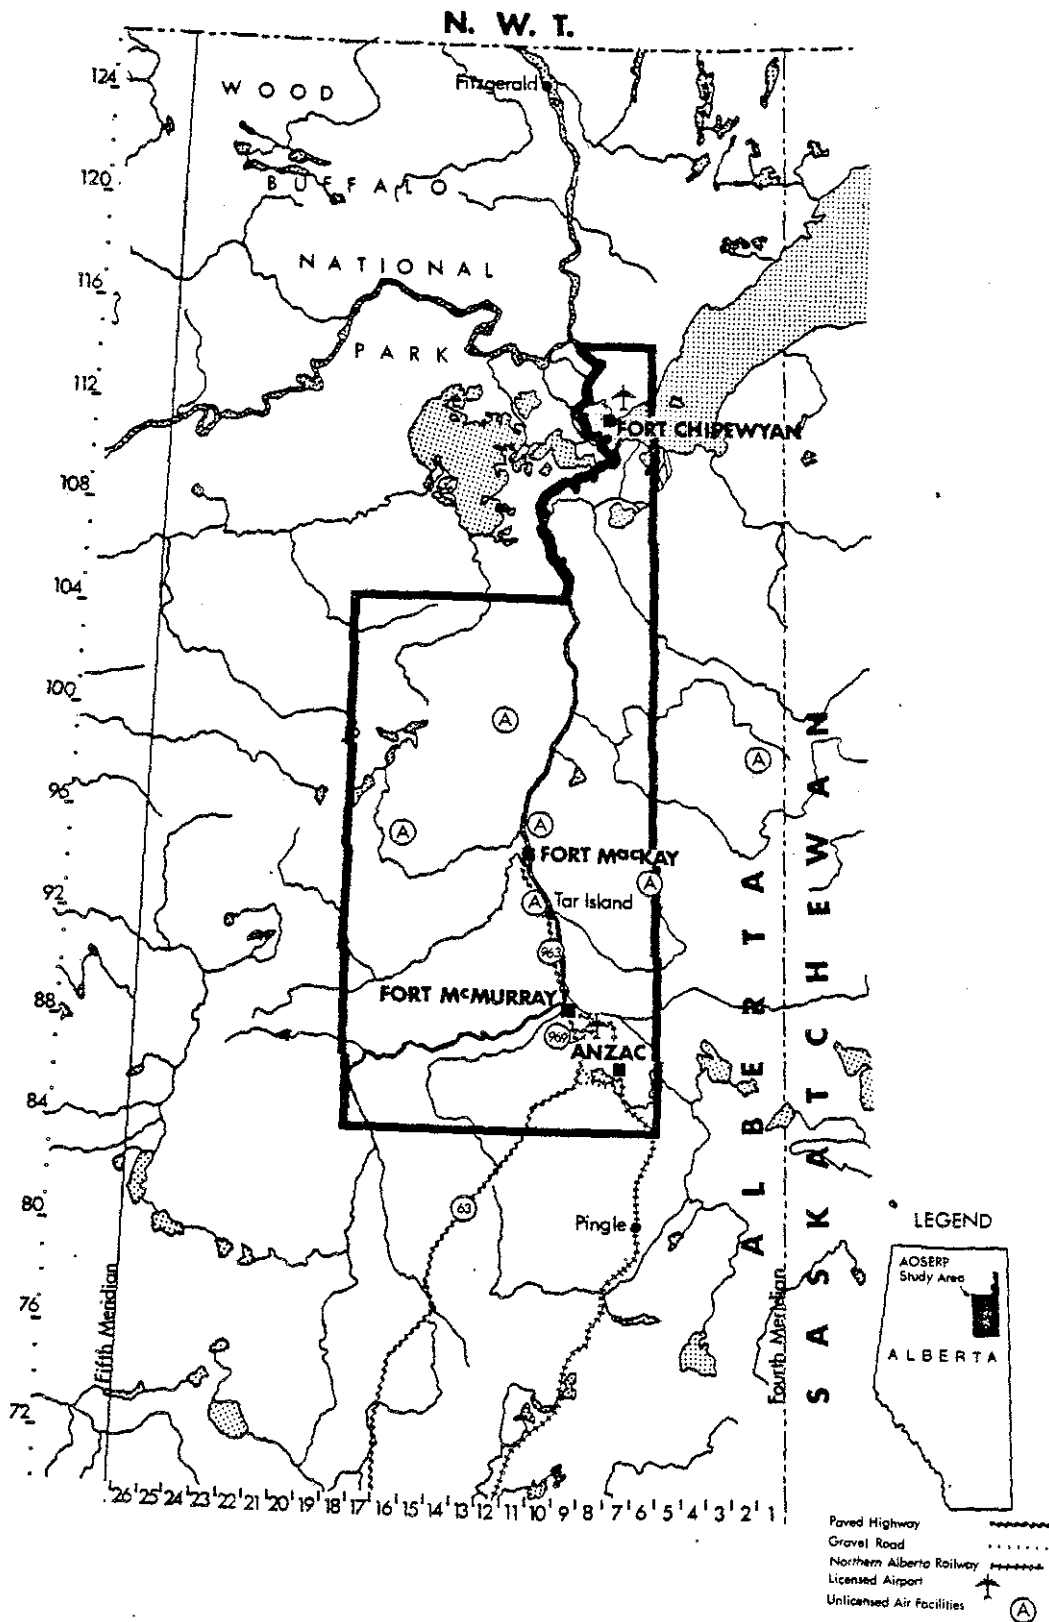 N. W. T.
124
Fitzgerald
WOOD
120
BUFFALO
116
NATIONAL
PARK
112
FORT CHIPEWYAN
108
104
100
A
A
96
A
A
FORT MacKAY
92
A
A
Tar Island
963
88
FORT McMURRAY
969
ANZAC
84
80
63
Pingle
76
72
Fifth Meridian
Fourth Meridian
ALBERTA
SASKATCHEWAN
26 25 24 23 22 21 20 19 18 17 16 15 14 13 12 11 10 9 8 7 6 5 4 3 2 1
LEGEND
AOSERP
Study Area
ALBERTA
Paved Highway
Gravel Road
Northern Alberta Railway
Licensed Airport
Unlicensed Air Facilities
A